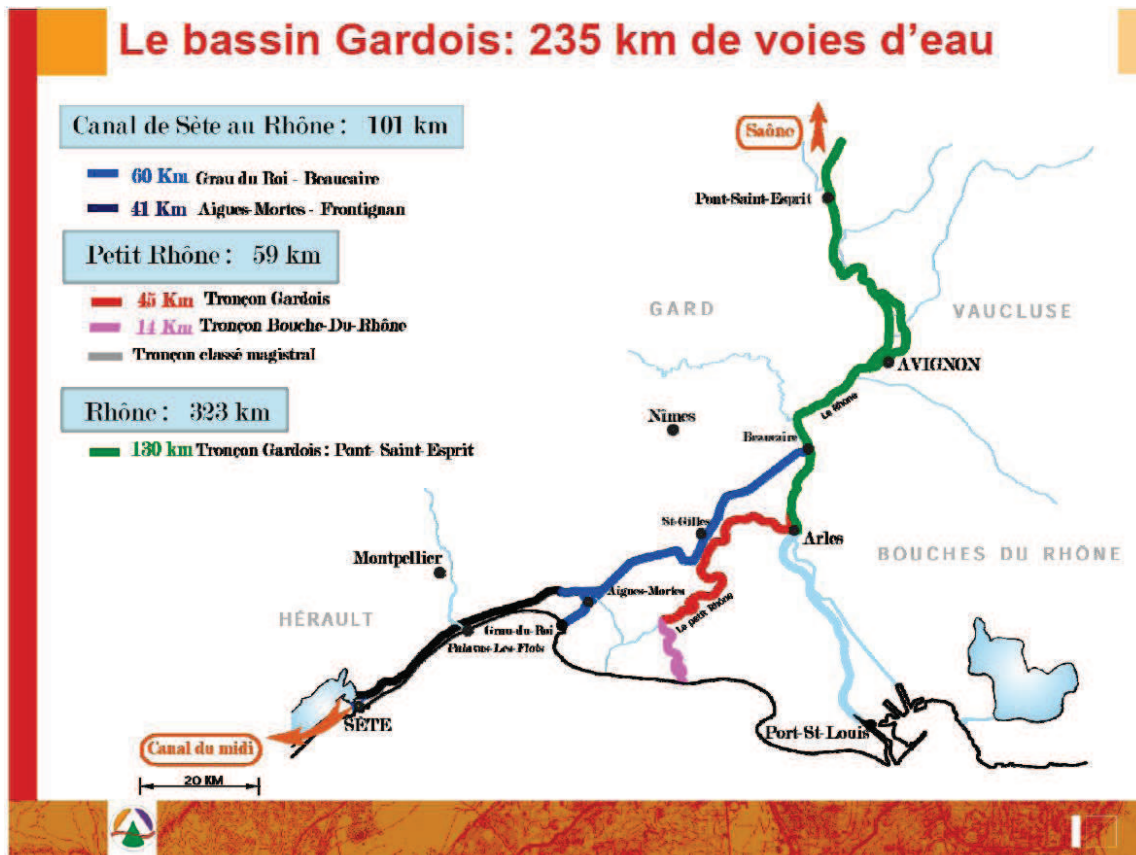 Le bassin Gardois: 235 km de voies d'eau
Canal de Sète au Rhône : 101 km
60 Km Grau du Roi - Beaucaire
41 Km Aigues-Mortes - Frontignan
Petit Rhône : 59 km
45 Km Tronçon Gardois
14 Km Tronçon Bouche-Du-Rhône
Tronçon classé magistral
Rhône : 323 km
130 km Tronçon Gardois : Pont- Saint-Esprit
Saône
Pont-Saint-Esprit
GARD
VAUCLUSE
AVIGNON
Le Rhone
Nîmes
Beaucaire
St-Gilles
Arles
Montpellier
BOUCHES DU RHÔNE
Aigues-Mortes
HÉRAULT
Grau-du-Roi
Le petit Rhône
Palavas-Les-Flots
SÈTE
Port-St-Louis
Canal du midi
20 KM